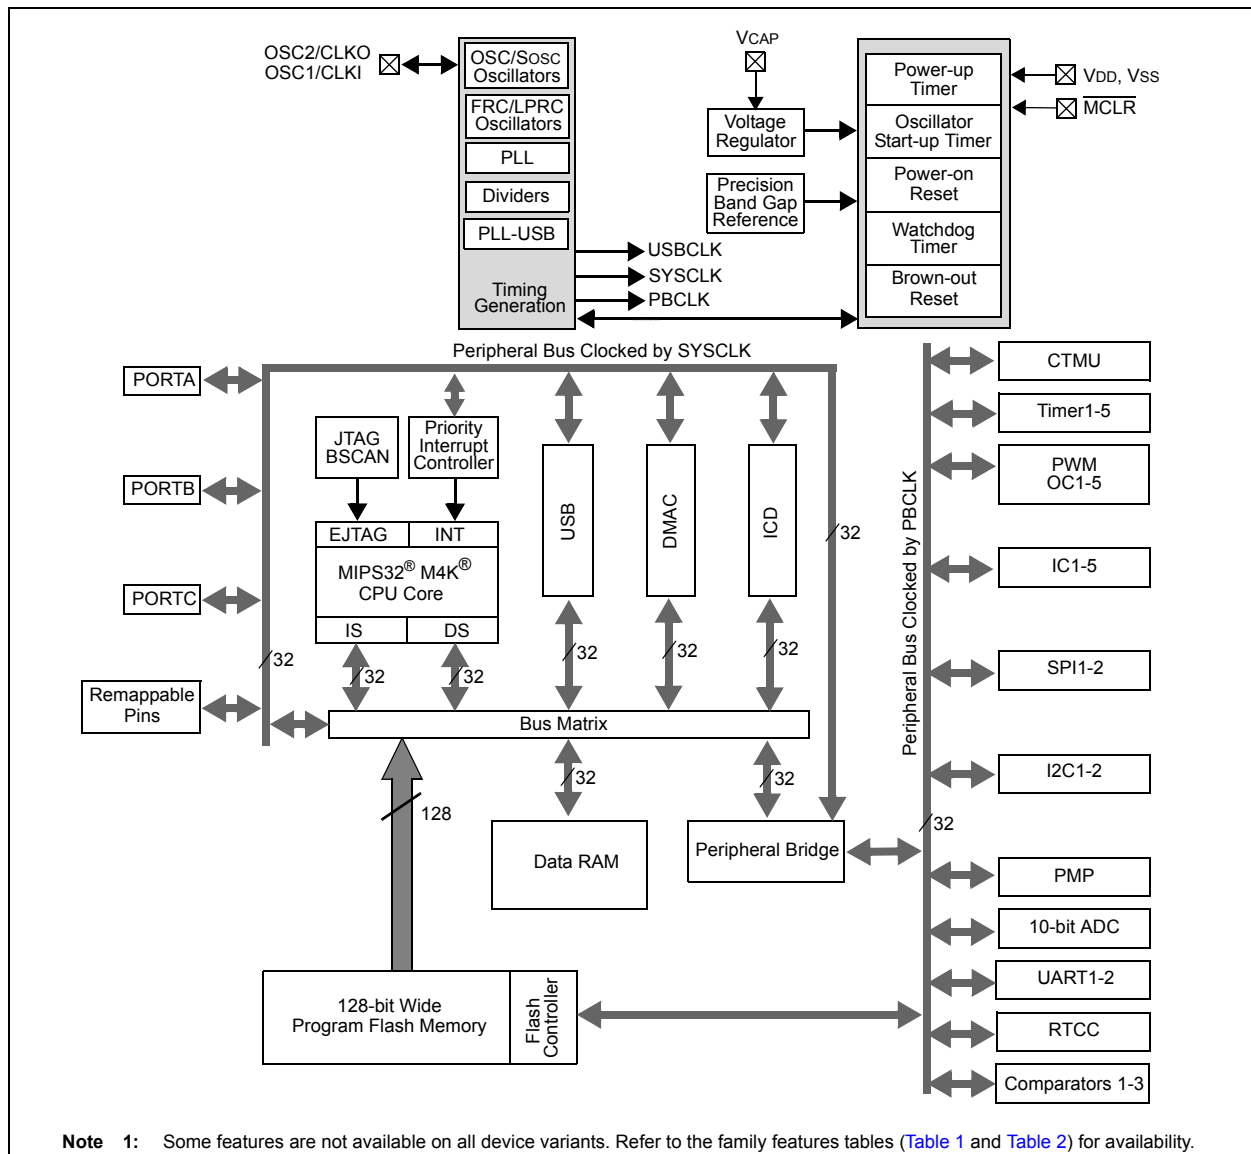 OSC2/CLKO
OSC1/CLKI
OSC/SOSC
Oscillators
FRC/LPRC
Oscillators
PLL
Dividers
PLL-USB
Timing
Generation
USBCLK
SYSCLK
PBCLK
VCAP
Voltage
Regulator
Precision
Band Gap
Reference
Power-up
Timer
Oscillator
Start-up Timer
Power-on
Reset
Watchdog
Timer
Brown-out
Reset
VDD, VSS
MCLR
Peripheral Bus Clocked by SYSCLK
PORTA
PORTB
PORTC
Remappable
Pins
32
JTAG
BSCAN
Priority
Interrupt
Controller
EJTAG
INT
MIPS32® M4K®
CPU Core
IS
DS
32
32
USB
DMAC
ICD
32
32
32
32
Bus Matrix
128
32
32
Data RAM
Peripheral Bridge
128-bit Wide
Program Flash Memory
Flash
Controller
Peripheral Bus Clocked by PBCLK
32
CTMU
Timer1-5
PWM
OC1-5
IC1-5
SPI1-2
I2C1-2
PMP
10-bit ADC
UART1-2
RTCC
Comparators 1-3
Note 1: Some features are not available on all device variants. Refer to the family features tables (Table 1 and Table 2) for availability.